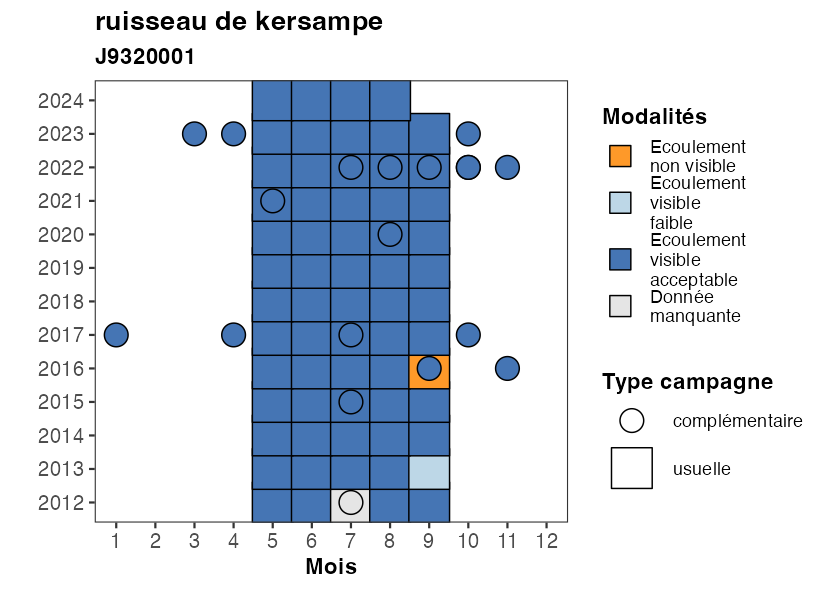 ruisseau de kersampe
J9320001
2024
2023
2022
2021
2020
2019
2018
2017
2016
2015
2014
2013
2012
1 2 3 4 5 6 7 8 9 10 11 12
Mois
Modalités
Ecoulement
non visible
Ecoulement
visible
faible
Ecoulement
visible
acceptable
Donnée
manquante
Type campagne
complémentaire
usuelle